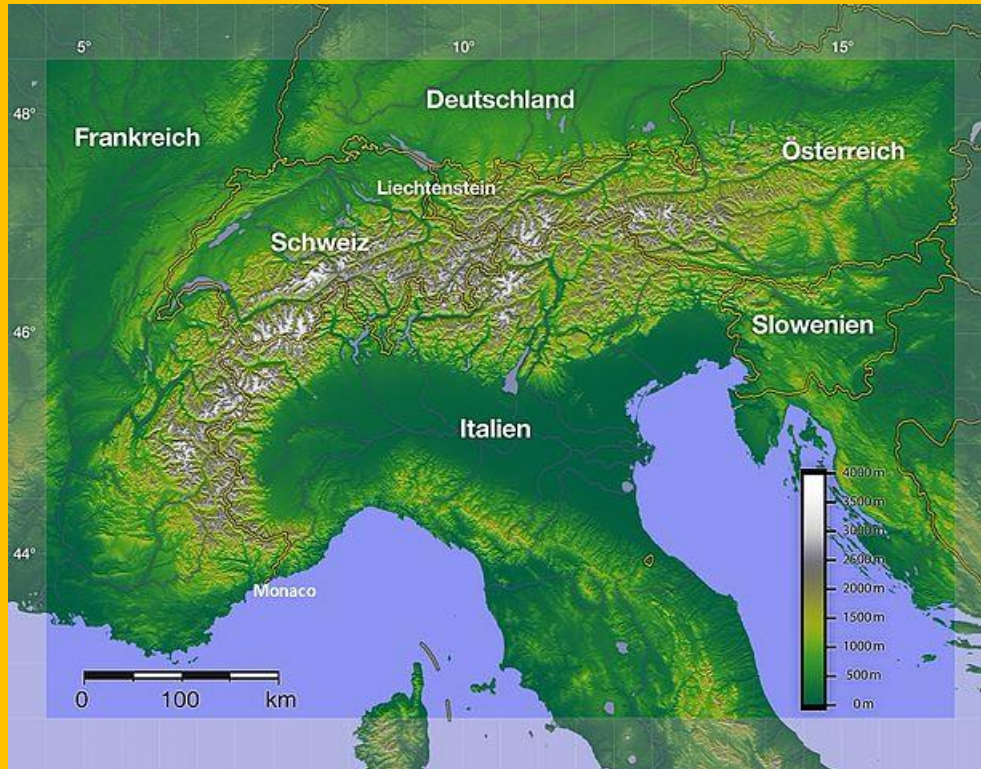 5° 10° 15°
48°
Deutschland
Frankreich
Österreich
Liechtenstein
Schweiz
46°
Slowenien
Italien
4000 m
3500 m
3000 m
2500 m
2000 m
1500 m
1000 m
500 m
0 m
44°
Monaco
0 100 km